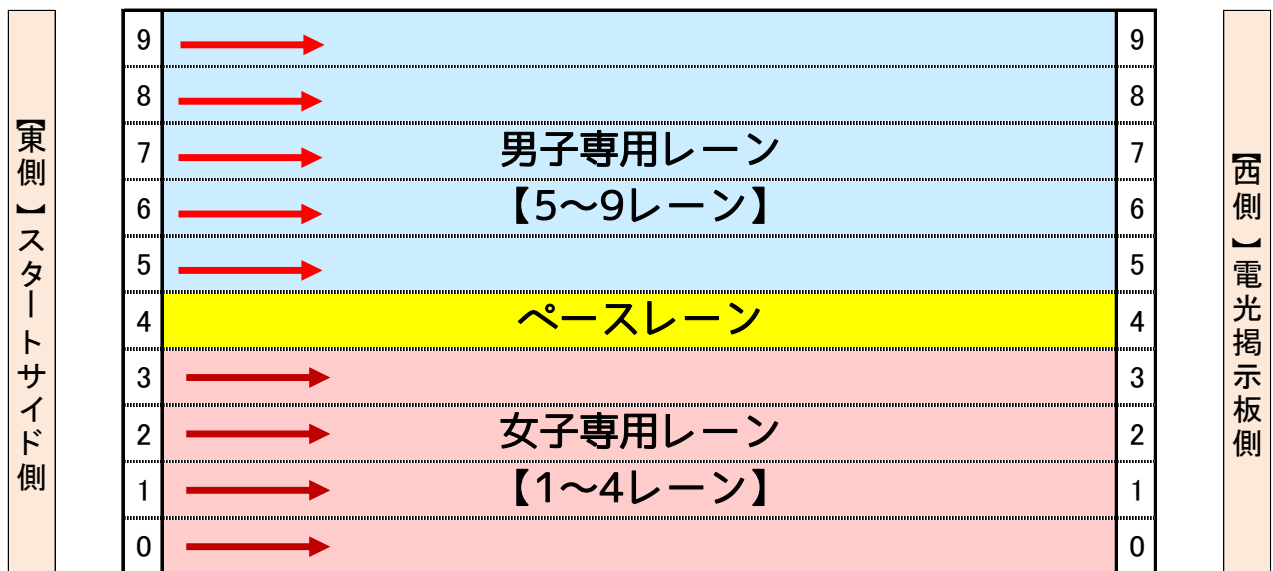 【東側】スタートサイド側
9 9
8 8
7 男子専用レーン 7
6 【5～9レーン】 6
5 5
4 ペースレーン 4
3 3
2 女子専用レーン 2
1 【1～4レーン】 1
0 0
【西側】電光掲示板側